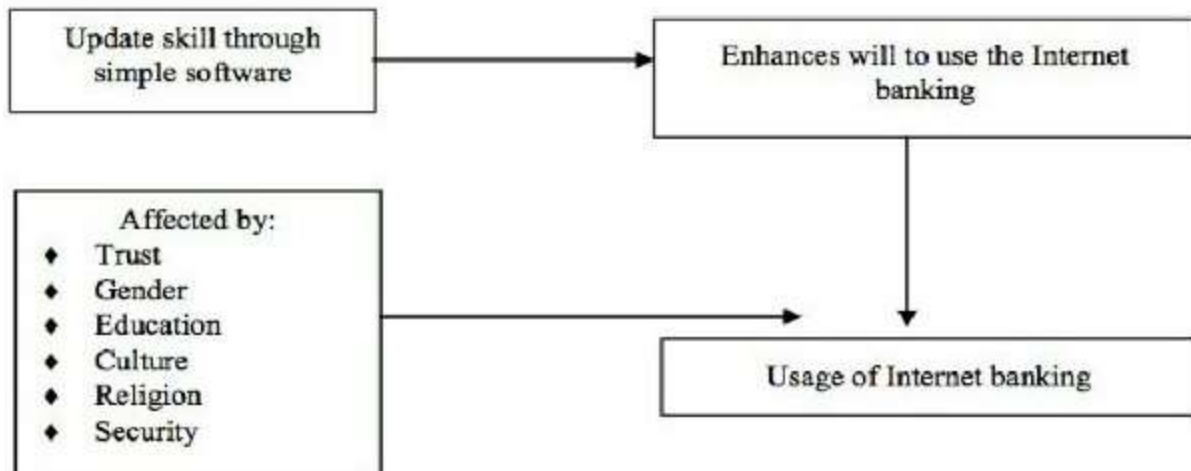 Update skill through
simple software
Enhances will to use the Internet
banking
Affected by:
♦ Trust
♦ Gender
♦ Education
♦ Culture
♦ Religion
♦ Security
Usage of Internet banking